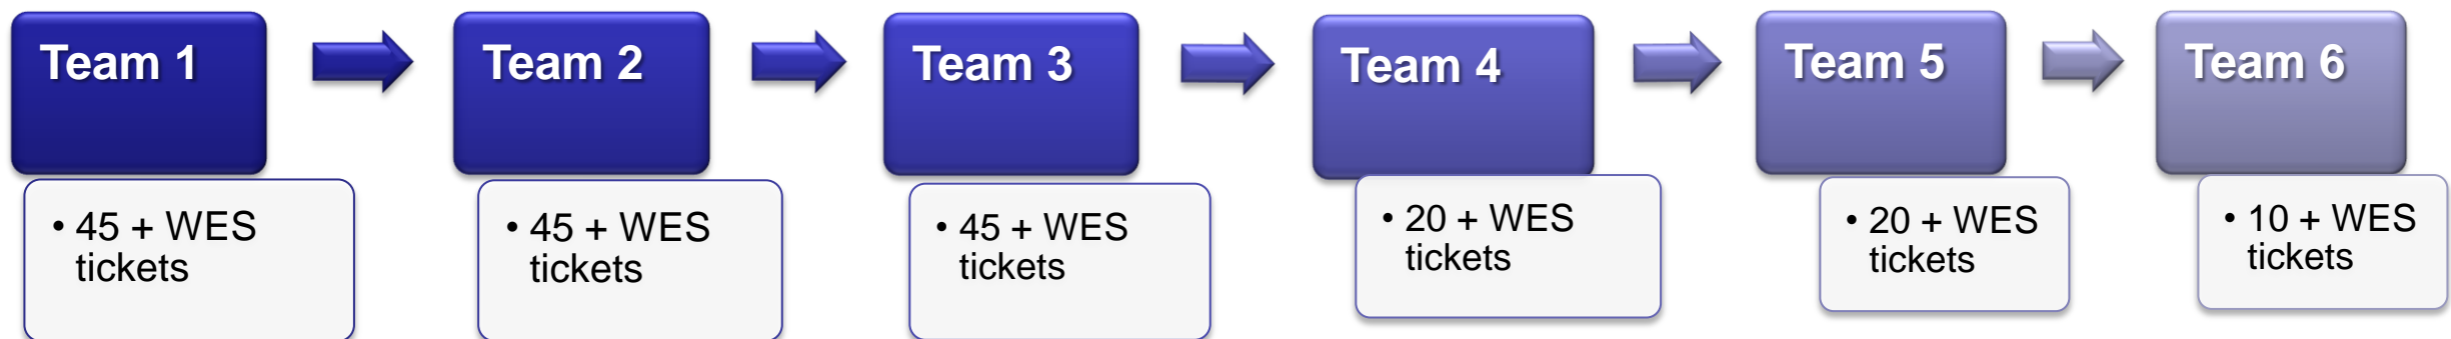 Team 1
Team 2
Team 3
Team 4
Team 5
Team 6
• 45 + WES
tickets
• 45 + WES
tickets
• 45 + WES
tickets
• 20 + WES
tickets
• 20 + WES
tickets
• 10 + WES
tickets